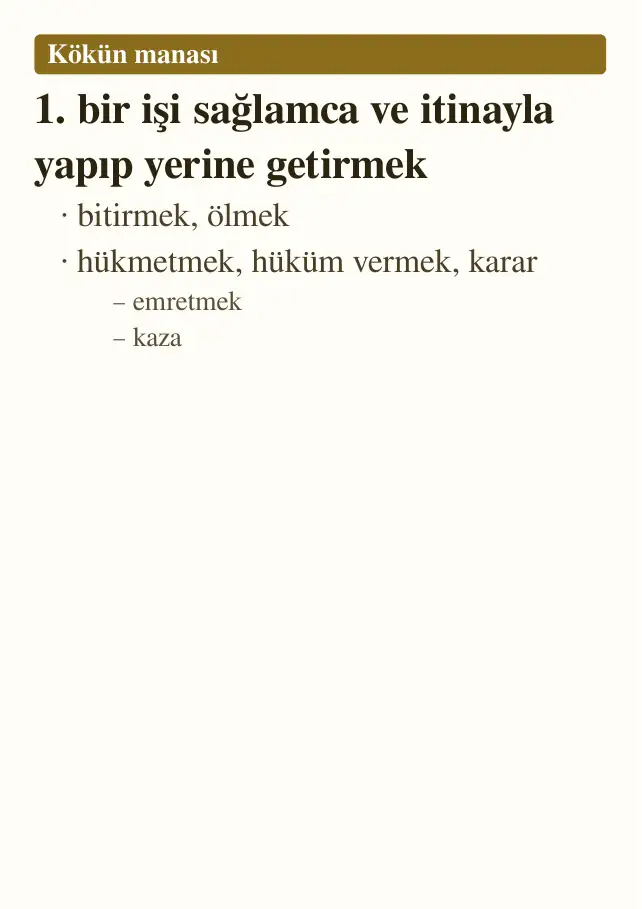 Kökün manası
1. bir işi sağlamca ve itinayla
yapıp yerine getirmek
· bitirmek, ölmek
· hükmetmek, hüküm vermek, karar
– emretmek
– kaza